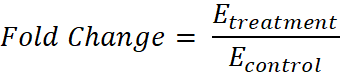 Fold Change = E_treatment / E_control